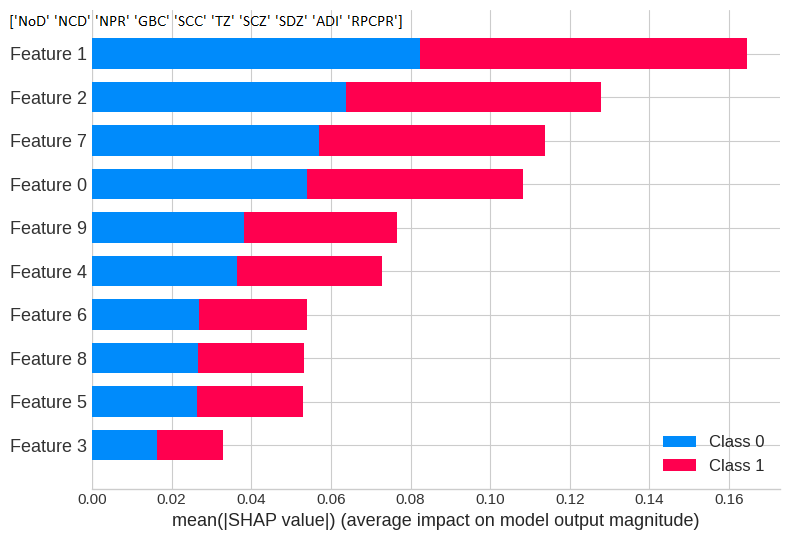 ['NoD' 'NCD' 'NPR' 'GBC' 'SCC' 'TZ' 'SCZ' 'SDZ' 'ADI' 'RPCPR']
Feature 1
Feature 2
Feature 7
Feature 0
Feature 9
Feature 4
Feature 6
Feature 8
Feature 5
Feature 3
Class 0
Class 1
0.00 0.02 0.04 0.06 0.08 0.10 0.12 0.14 0.16
mean(|SHAP value|) (average impact on model output magnitude)